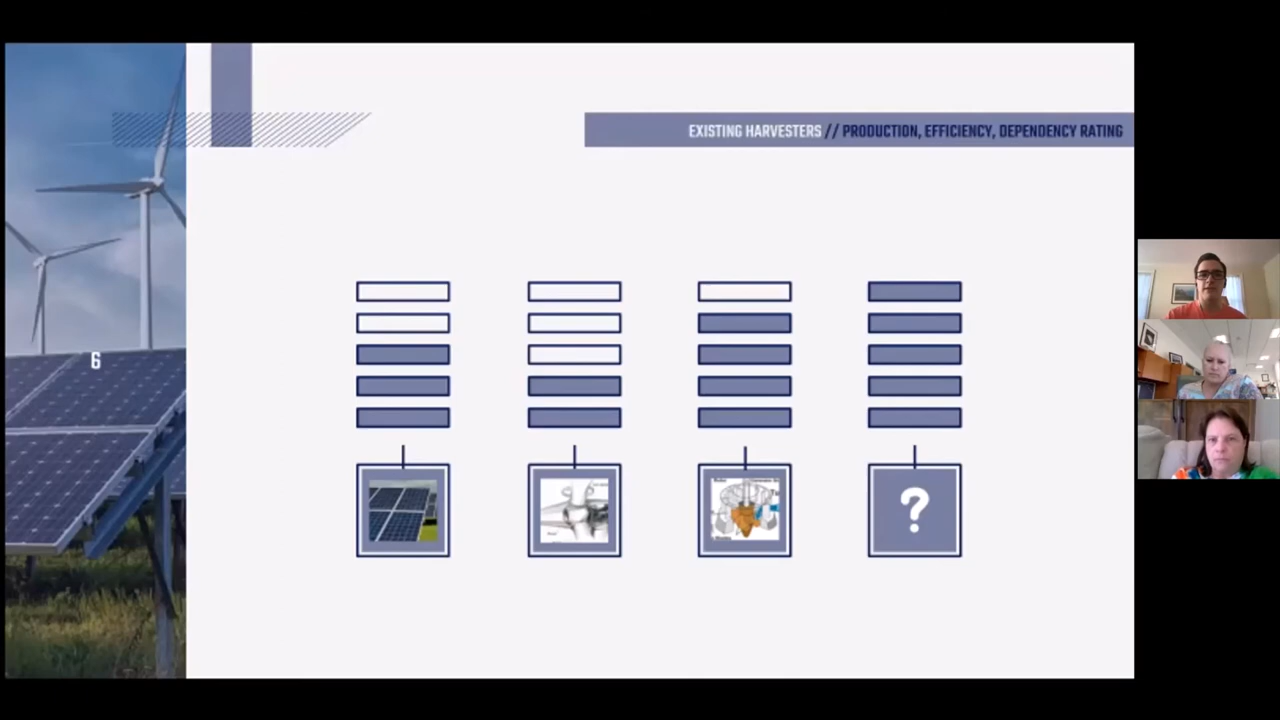 EXISTING HARVESTERS // PRODUCTION, EFFICIENCY, DEPENDENCY RATING
6
?